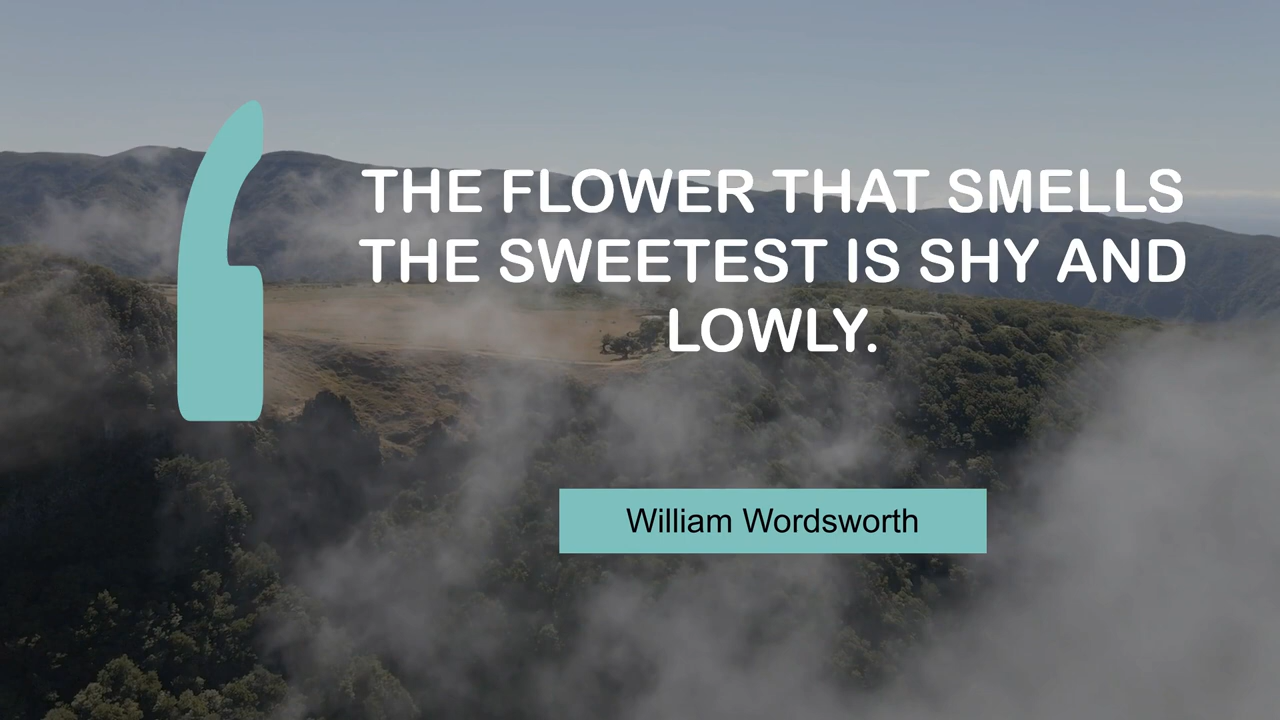 THE FLOWER THAT SMELLS
THE SWEETEST IS SHY AND
LOWLY.
William Wordsworth